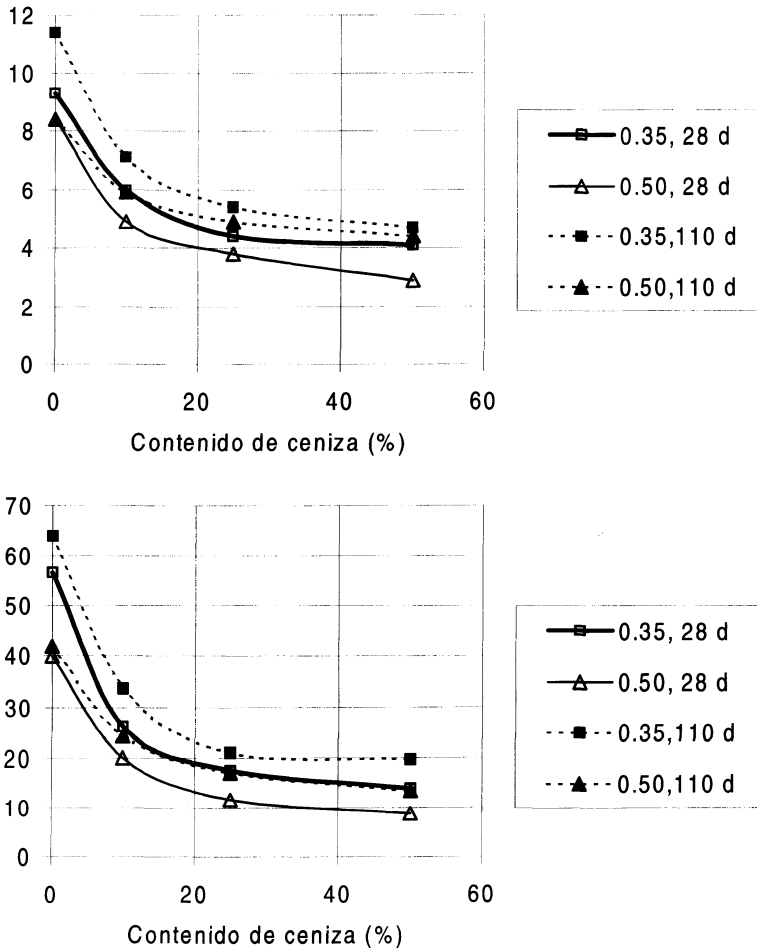 12
10
8
6
4
2
0
0 20 40 60
Contenido de ceniza (%)
0.35, 28 d
0.50, 28 d
0.35,110 d
0.50,110 d
70
60
50
40
30
20
10
0
0 20 40 60
Contenido de ceniza (%)
0.35, 28 d
0.50, 28 d
0.35,110 d
0.50,110 d